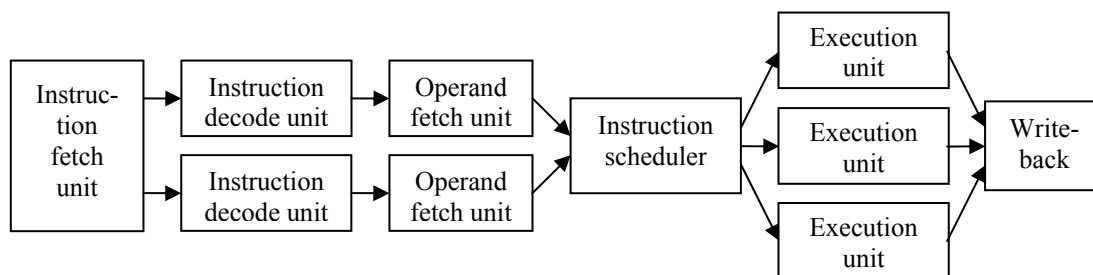 Instruc-
tion
fetch
unit
Instruction
decode unit
Operand
fetch unit
Instruction
decode unit
Operand
fetch unit
Instruction
scheduler
Execution
unit
Execution
unit
Execution
unit
Write-
back